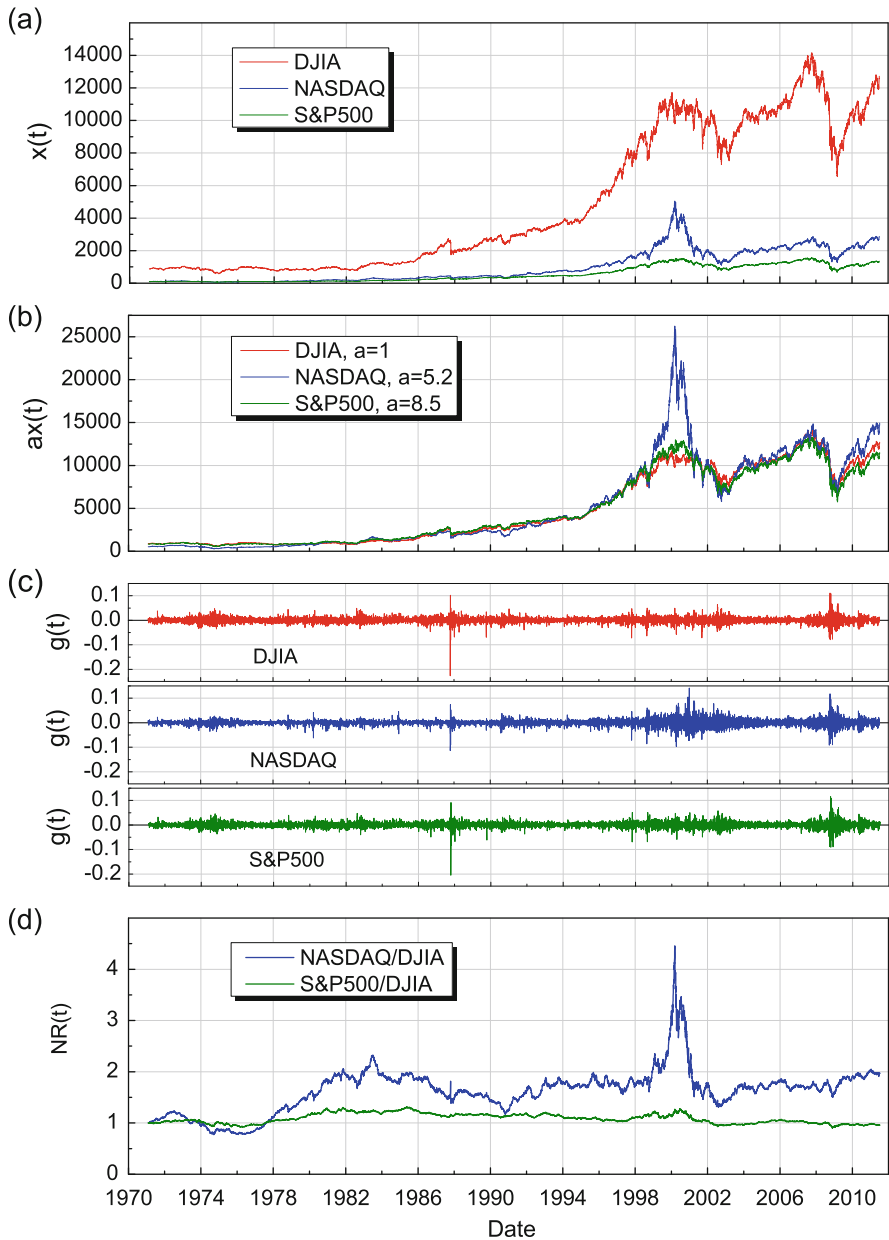 (a)
14000
12000
10000
8000
6000
4000
2000
0
x(t)
DJIA
NASDAQ
S&P500
(b)
25000
20000
15000
10000
5000
0
ax(t)
DJIA, a=1
NASDAQ, a=5.2
S&P500, a=8.5
(c)
0.1
0.0
-0.1
-0.2
g(t)
DJIA
0.1
0.0
-0.1
-0.2
g(t)
NASDAQ
0.1
0.0
-0.1
-0.2
g(t)
S&P500
(d)
4
3
2
1
0
NR(t)
NASDAQ/DJIA
S&P500/DJIA
1970 1974 1978 1982 1986 1990 1994 1998 2002 2006 2010
Date